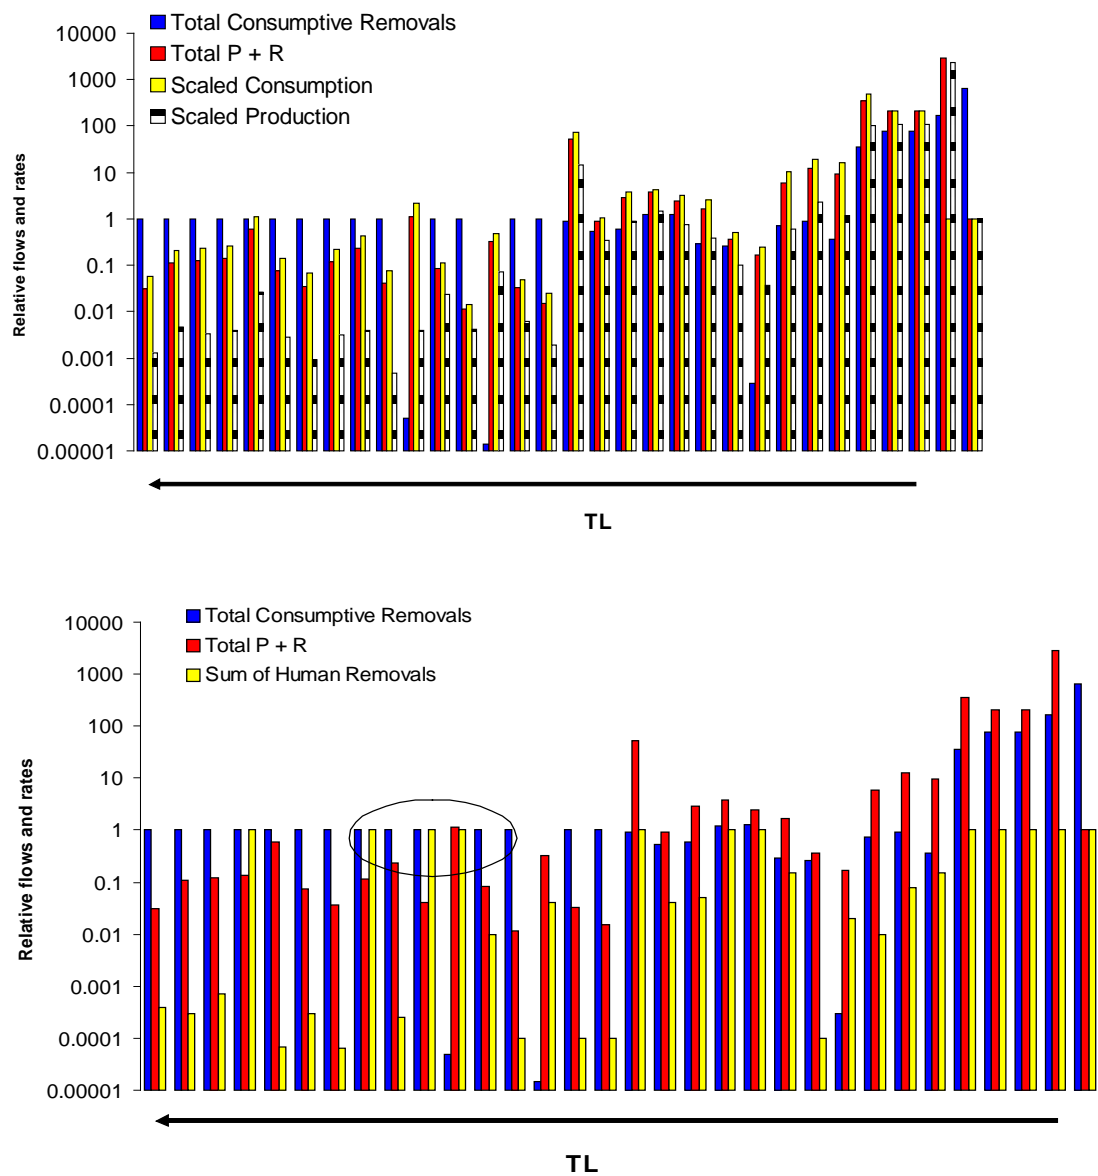 Total Consumptive Removals
Total P + R
Scaled Consumption
Scaled Production
10000
1000
100
10
1
0.1
0.01
0.001
0.0001
0.00001
Relative flows and rates
TL
Total Consumptive Removals
Total P + R
Sum of Human Removals
10000
1000
100
10
1
0.1
0.01
0.001
0.0001
0.00001
Relative flows and rates
TL